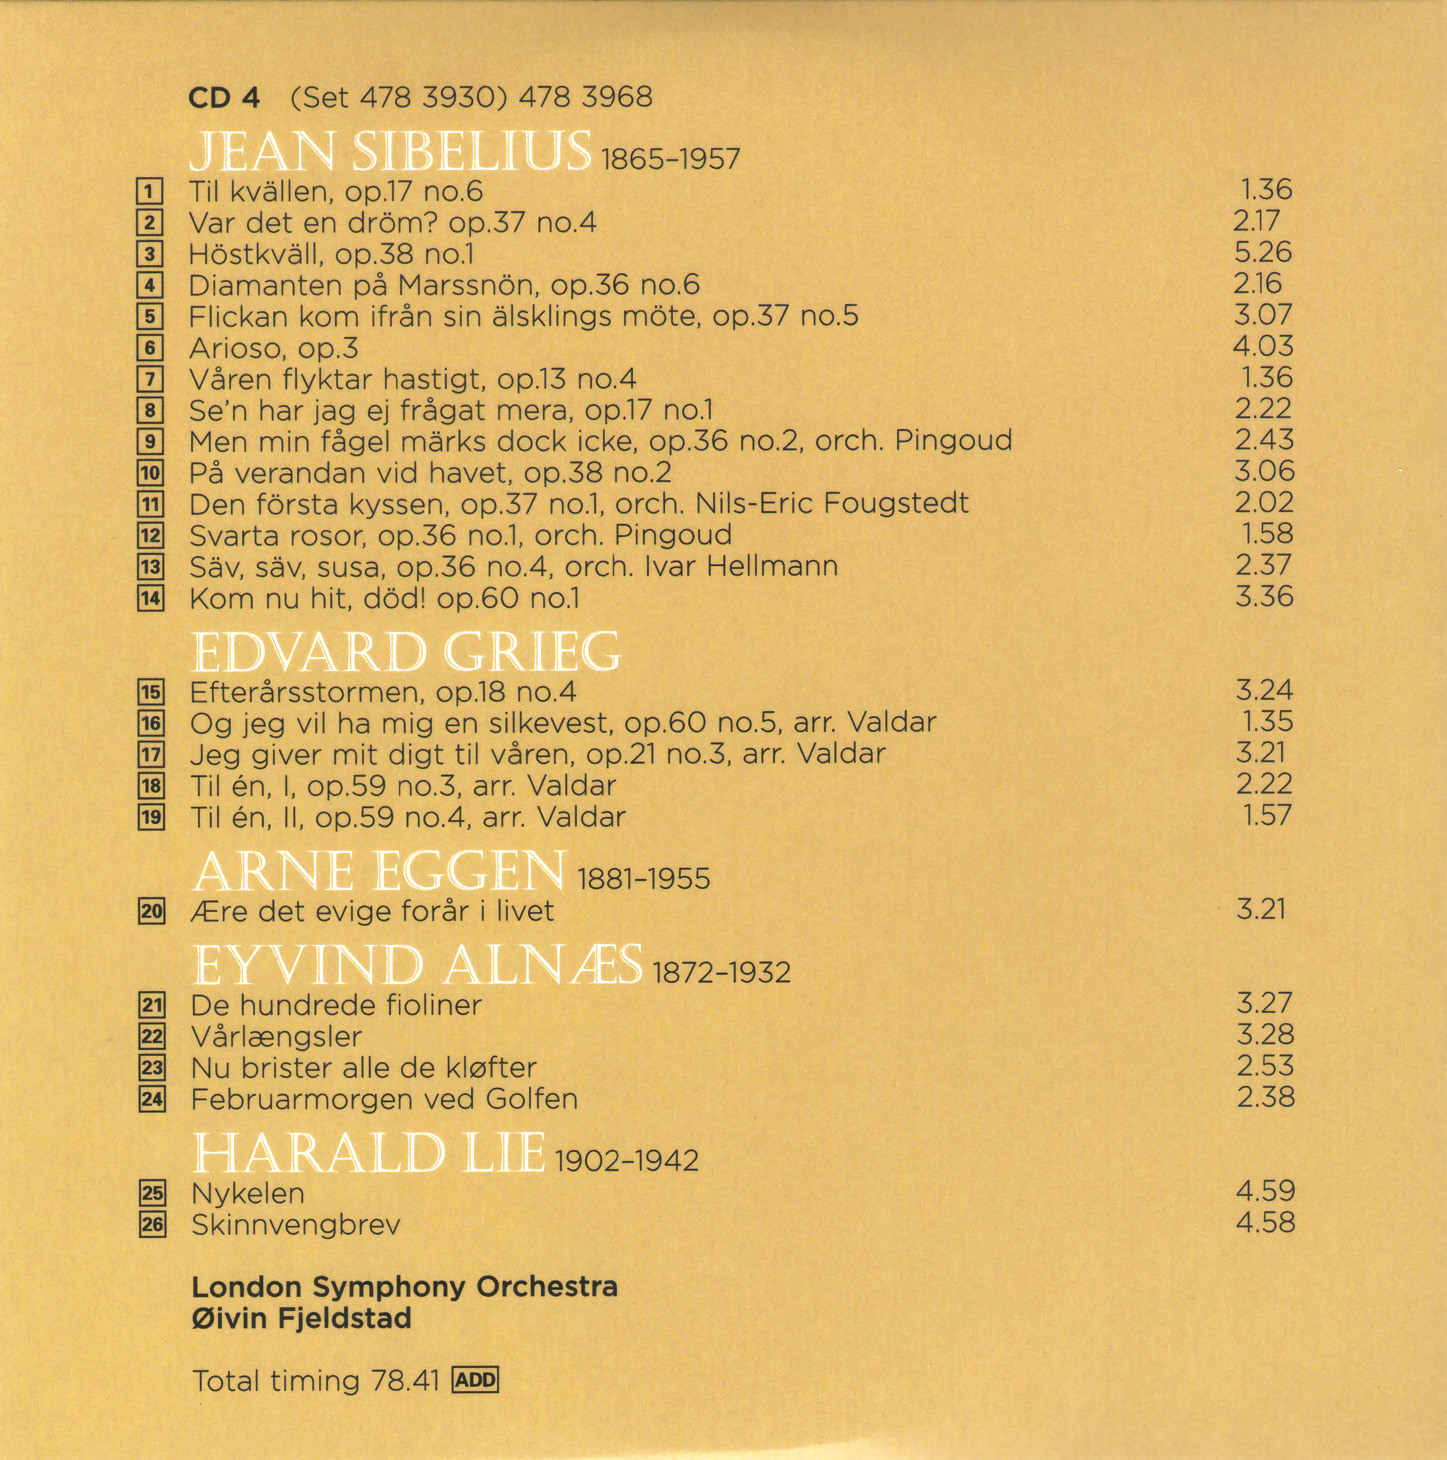 CD 4 (Set 478 3930) 478 3968
JEAN SIBELIUS 1865–1957
1 Til kvällen, op.17 no.6 1.36
2 Var det en dröm? op.37 no.4 2.17
3 Höstkväll, op.38 no.1 5.26
4 Diamanten på Marssnön, op.36 no.6 2.16
5 Flickan kom ifrån sin älsklings möte, op.37 no.5 3.07
6 Arioso, op.3 4.03
7 Våren flyktar hastigt, op.13 no.4 1.36
8 Se'n har jag ej frågat mera, op.17 no.1 2.22
9 Men min fågel märks dock icke, op.36 no.2, orch. Pingoud 2.43
10 På verandan vid havet, op.38 no.2 3.06
11 Den första kyssen, op.37 no.1, orch. Nils-Eric Fougstedt 2.02
12 Svarta rosor, op.36 no.1, orch. Pingoud 1.58
13 Säv, säv, susa, op.36 no.4, orch. Ivar Hellmann 2.37
14 Kom nu hit, död! op.60 no.1 3.36
EDVARD GRIEG
15 Efterårsstormen, op.18 no.4 3.24
16 Og jeg vil ha mig en silkevest, op.60 no.5, arr. Valdar 1.35
17 Jeg giver mit digt til våren, op.21 no.3, arr. Valdar 3.21
18 Til én, I, op.59 no.3, arr. Valdar 2.22
19 Til én, II, op.59 no.4, arr. Valdar 1.57
ARNE EGGEN 1881–1955
20 Ære det evige forår i livet 3.21
EYVIND ALNÆS 1872–1932
21 De hundrede fioliner 3.27
22 Vårlængsler 3.28
23 Nu brister alle de kløfter 2.53
24 Februarmorgen ved Golfen 2.38
HARALD LIE 1902–1942
25 Nykelen 4.59
26 Skinnvengbrev 4.58
London Symphony Orchestra
Øivin Fjeldstad
Total timing 78.41 ADD